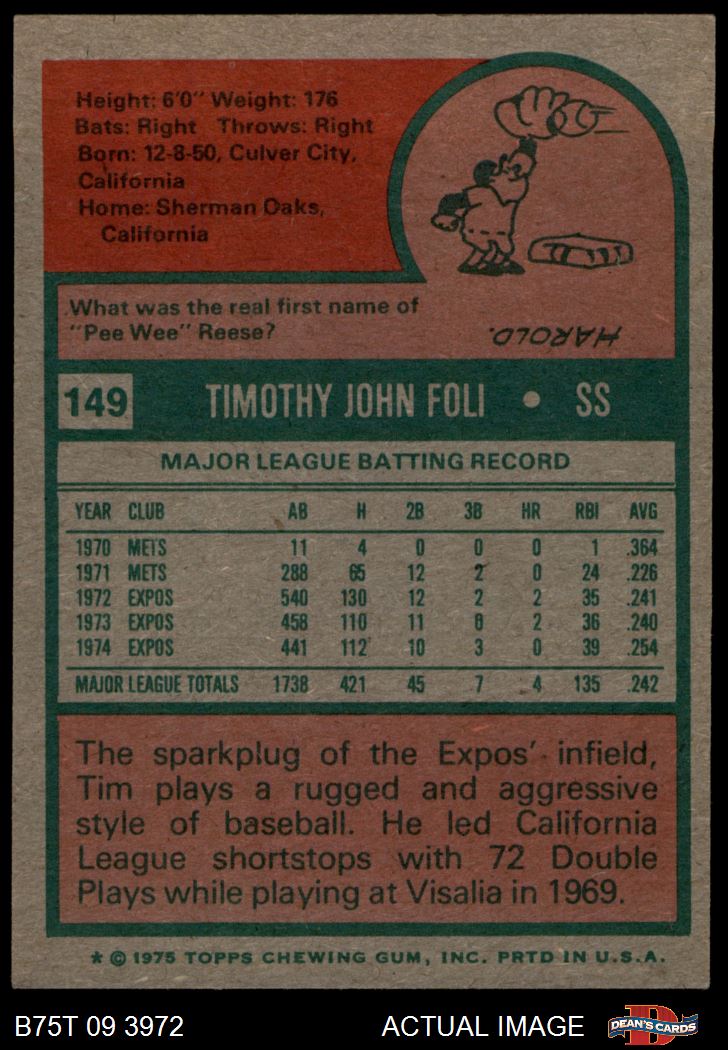 Height: 6'0" Weight: 176
Bats: Right Throws: Right
Born: 12-8-50, Culver City,
California
Home: Sherman Oaks,
California
What was the real first name of
"Pee Wee" Reese?
HAROLD.
149 TIMOTHY JOHN FOLI • SS
MAJOR LEAGUE BATTING RECORD
YEAR CLUB AB H 2B 3B HR RBI AVG
1970 METS 11 4 0 0 0 1 .364
1971 METS 288 65 12 2 0 24 .226
1972 EXPOS 540 130 12 2 2 35 .241
1973 EXPOS 458 110 11 0 2 36 .240
1974 EXPOS 441 112 10 3 0 39 .254
MAJOR LEAGUE TOTALS 1738 421 45 7 4 135 .242
The sparkplug of the Expos' infield,
Tim plays a rugged and aggressive
style of baseball. He led California
League shortstops with 72 Double
Plays while playing at Visalia in 1969.
* © 1975 TOPPS CHEWING GUM, INC. PRTD IN U.S.A.
B75T 09 3972 ACTUAL IMAGE DEAN'S CARDS